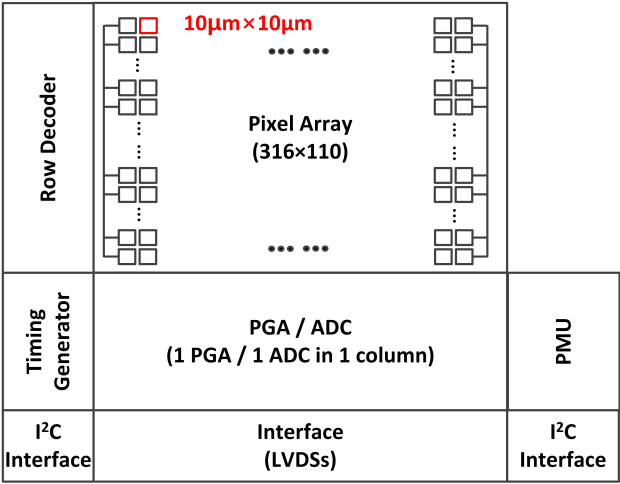 10μm×10μm
Row Decoder
Pixel Array
(316×110)
Timing
Generator
PGA / ADC
(1 PGA / 1 ADC in 1 column)
PMU
I²C
Interface
Interface
(LVDSs)
I²C
Interface